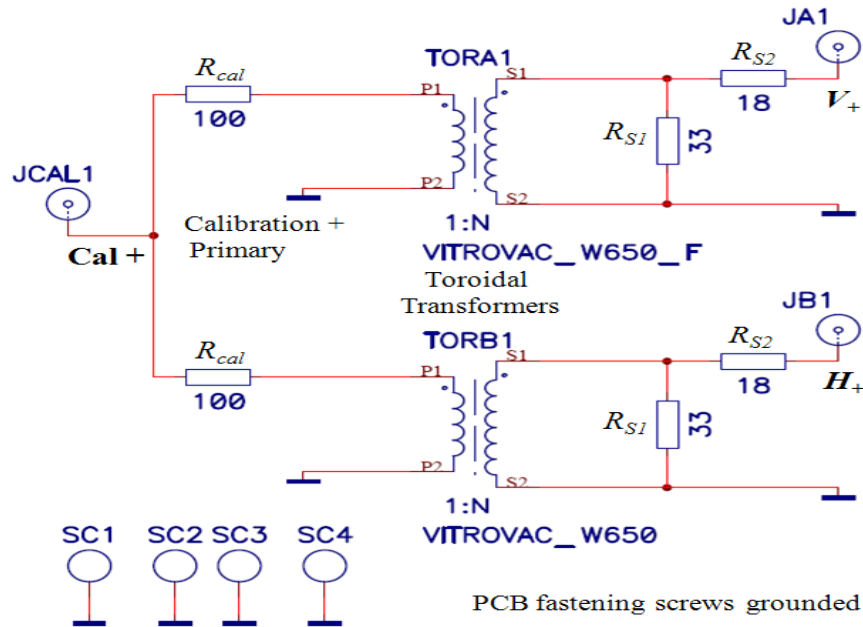 JA1
TORA1
R_S2
R_cal
S1
P1
18
V+
100
R_S1
33
JCAL1
P2
S2
Calibration +
Primary
1:N
Cal +
VITROVAC_W650_F
Toroidal
Transformers
JB1
TORB1
R_S2
R_cal
S1
P1
18
H+
100
R_S1
33
P2
S2
1:N
SC1 SC2 SC3 SC4
VITROVAC_W650
PCB fastening screws grounded